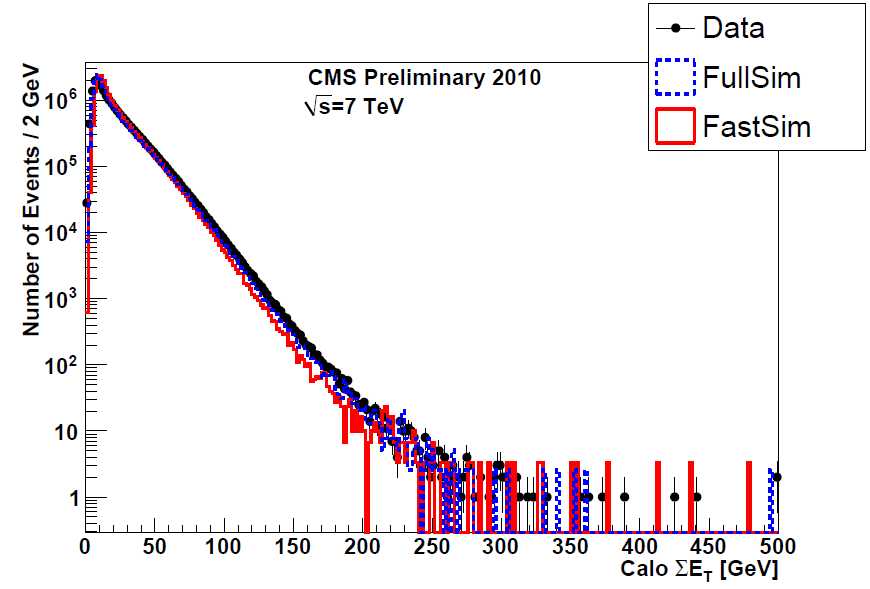 Data
FullSim
FastSim
CMS Preliminary 2010
√s=7 TeV
Number of Events / 2 GeV
10⁶
10⁵
10⁴
10³
10²
10
1
0 50 100 150 200 250 300 350 400 450 500
Calo ΣE_T [GeV]